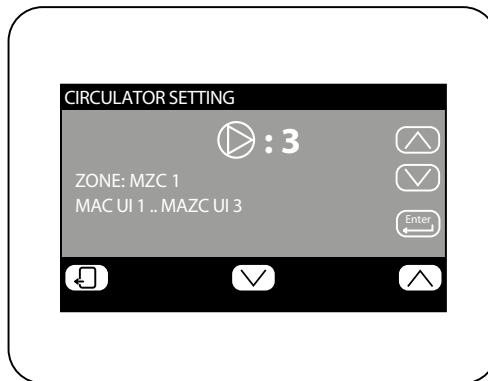 CIRCULATOR SETTING
: 3
ZONE: MZC 1
MAC UI 1 .. MAZC UI 3
Enter